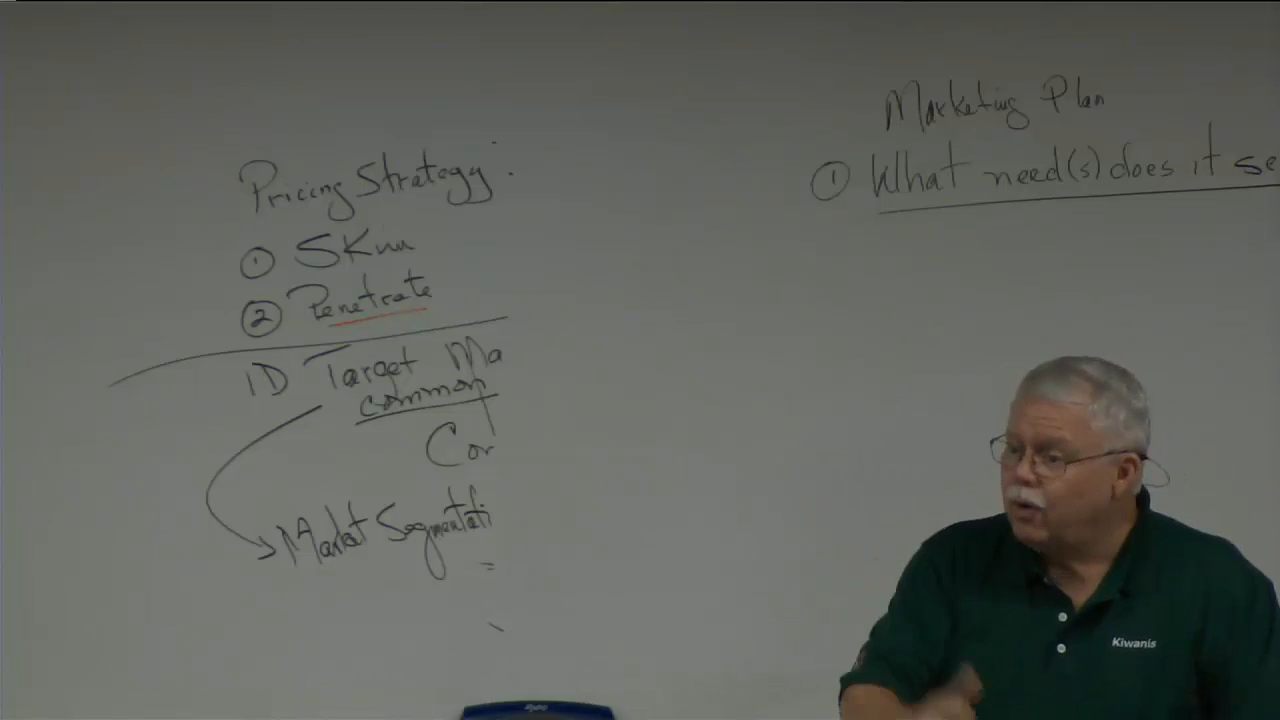 Pricing Strategy:
① Skim
② Penetrate
ID Target Ma
common
Cor
Market Segmentati
Marketing Plan
① What need(s) does it se
Kiwanis